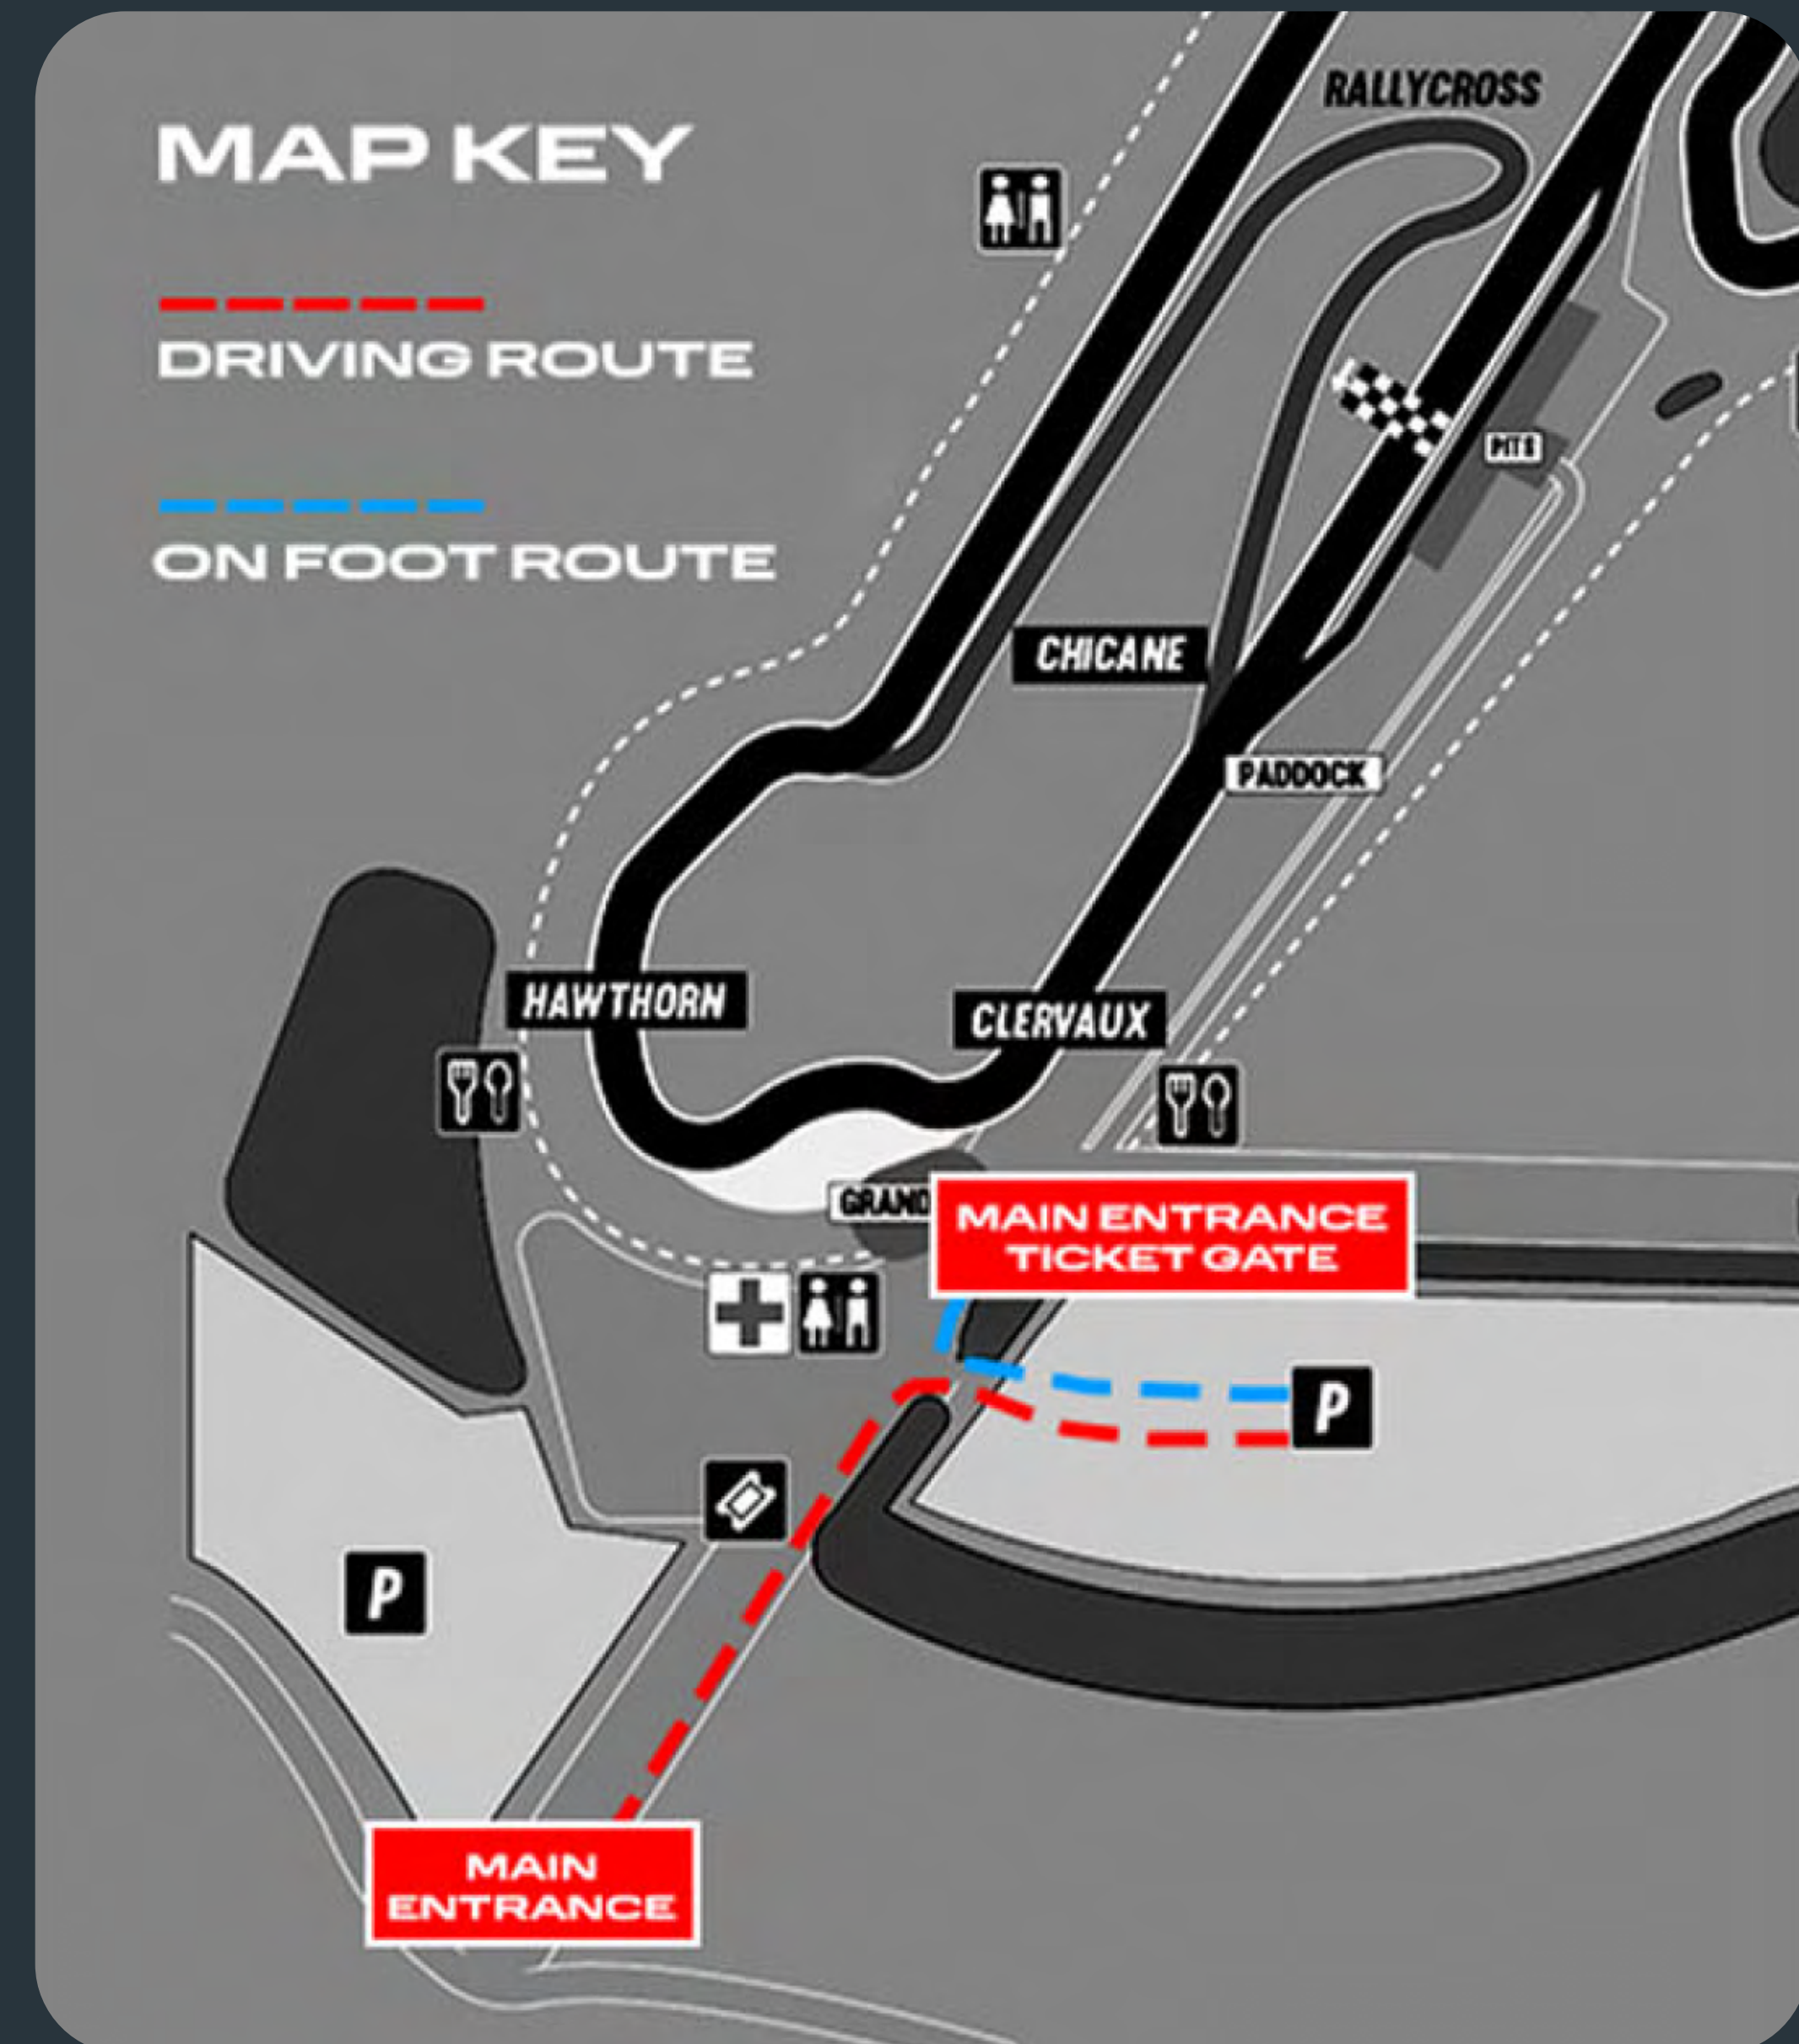 MAP KEY
DRIVING ROUTE
ON FOOT ROUTE
RALLYCROSS
PITS
CHICANE
PADDOCK
HAWTHORN
CLERVAUX
GRAND
MAIN ENTRANCE
TICKET GATE
P
P
MAIN
ENTRANCE